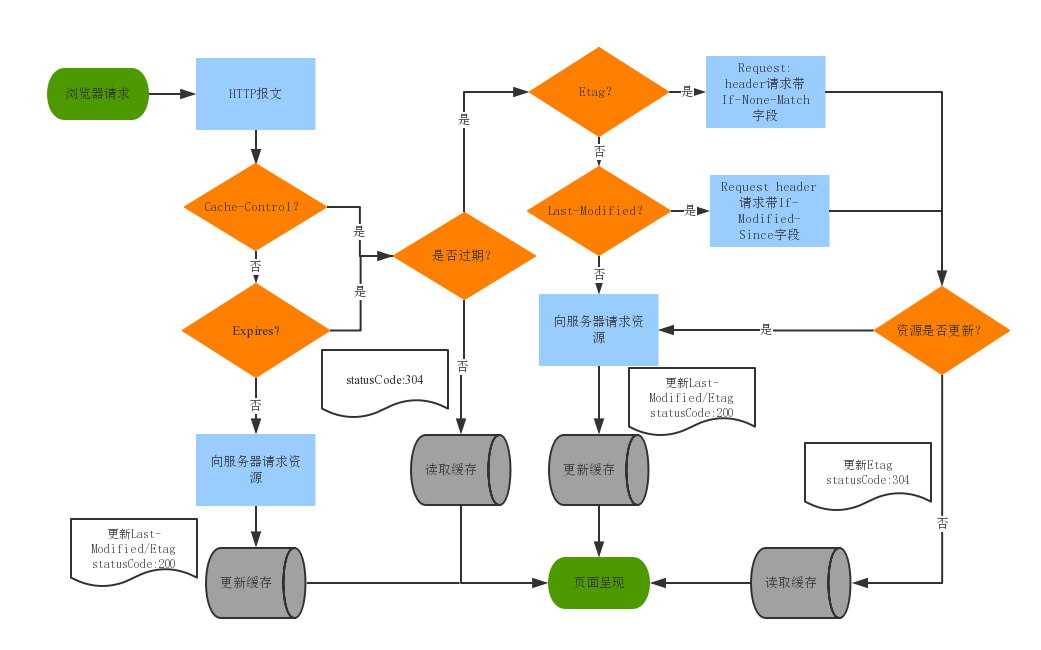 浏览器请求
HTTP报文
Etag?
是
Request:
header请求带
If-None-Match
字段
是
否
Cache-Control?
是
Last-Modified?
是
Request header
请求带If-
Modified-
Since字段
否
是否过期?
否
是
Expires?
向服务器请求资
源
是
资源是否更新?
statusCode:304
否
更新Last-
Modified/Etag
statusCode:200
否
向服务器请求资
源
读取缓存
更新缓存
更新Etag
statusCode:304
否
更新Last-
Modified/Etag
statusCode:200
更新缓存
页面呈现
读取缓存